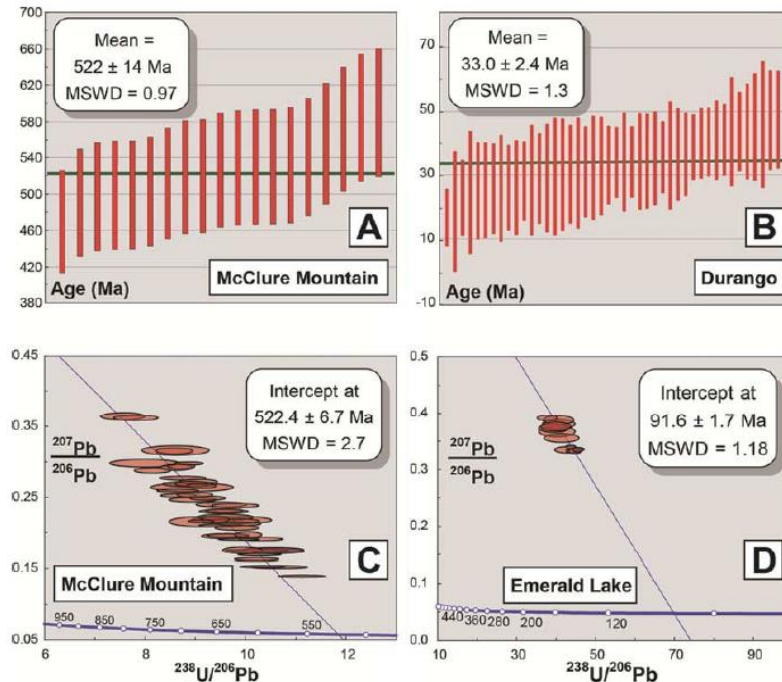 700
660
620
580
540
500
460
420
380
Mean =
522 ± 14 Ma
MSWD = 0.97
A
Age (Ma)
McClure Mountain
70
50
30
10
-10
Mean =
33.0 ± 2.4 Ma
MSWD = 1.3
B
Age (Ma)
Durango
0.45
0.35
0.25
0.15
0.05
207Pb
206Pb
Intercept at
522.4 ± 6.7 Ma
MSWD = 2.7
C
McClure Mountain
950
850
750
650
550
6
8
10
12
238U/206Pb
0.5
0.4
0.3
0.2
0.1
0.0
207Pb
206Pb
Intercept at
91.6 ± 1.7 Ma
MSWD = 1.18
D
Emerald Lake
440
360
280
200
120
10
30
50
70
90
238U/206Pb